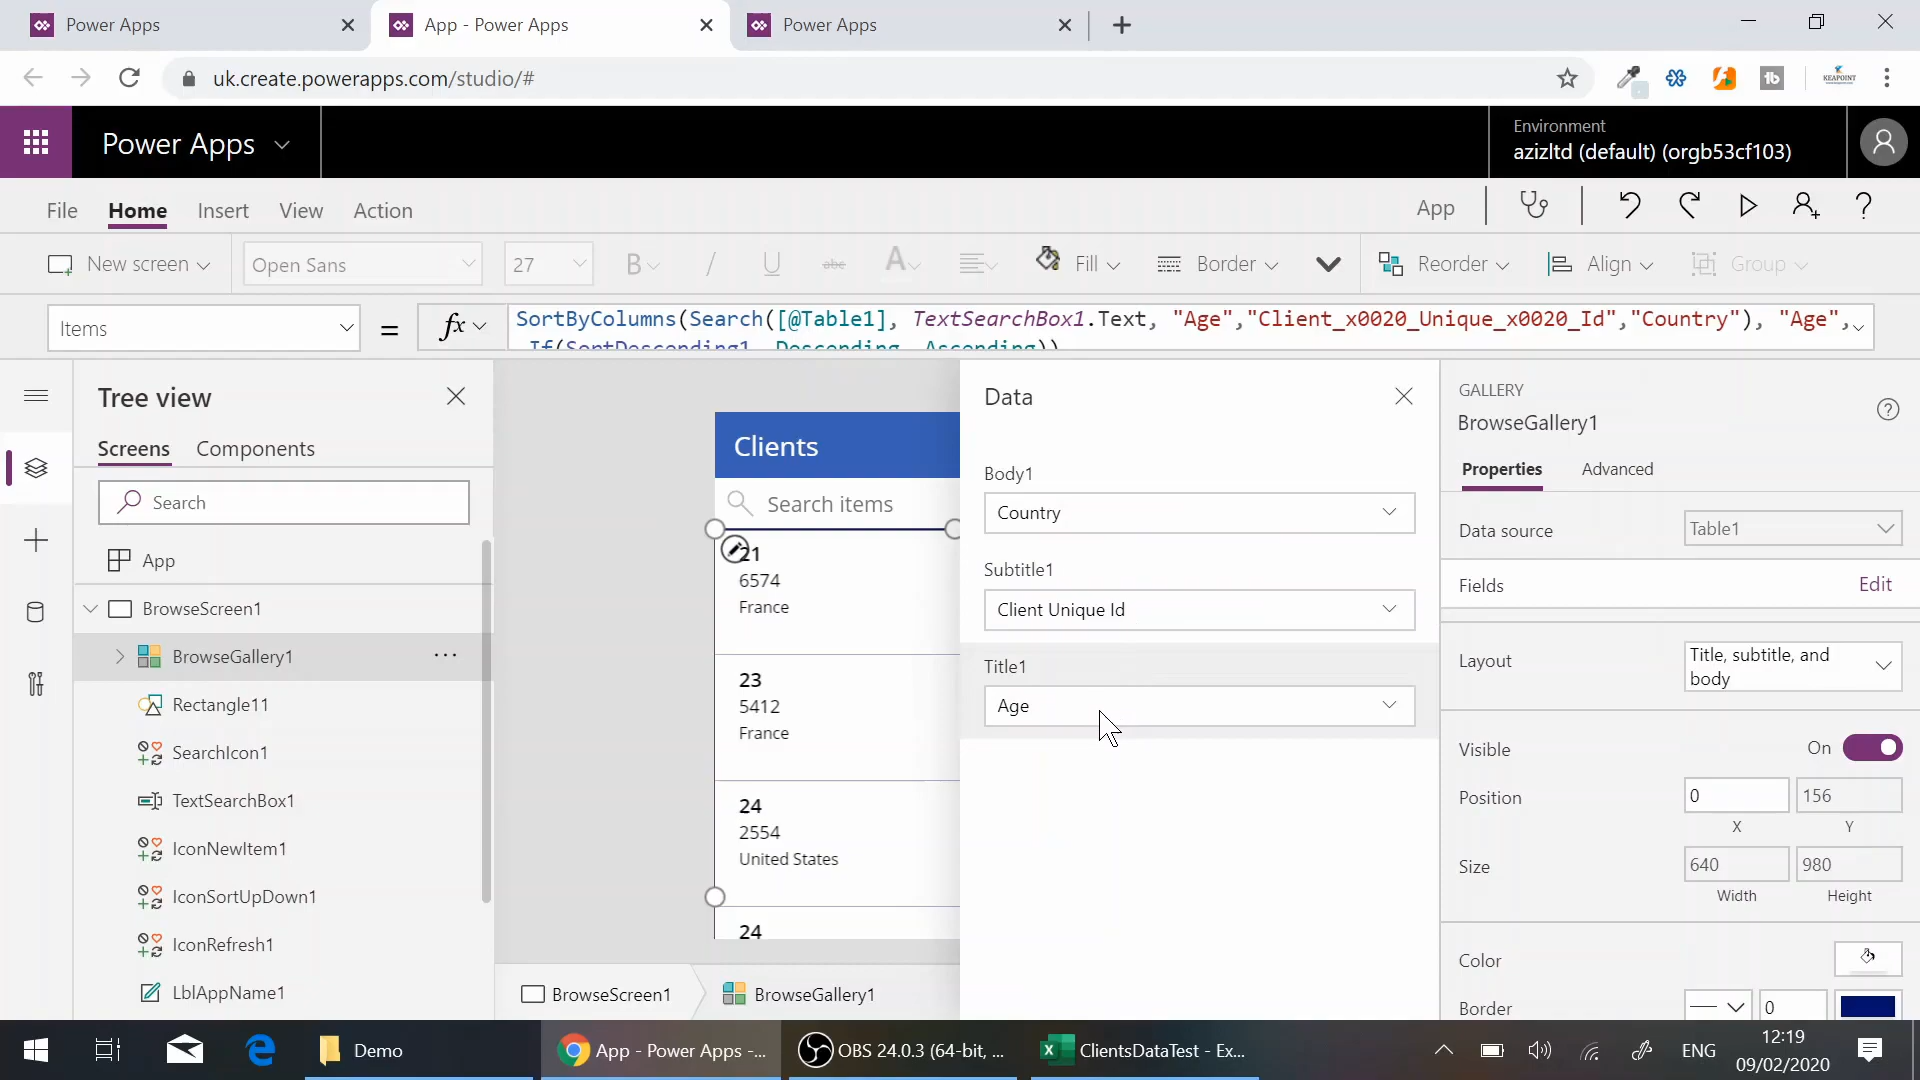 Power Apps
App - Power Apps
Power Apps
uk.create.powerapps.com/studio/#
KEAPOINT
Power Apps
Environment
azizltd (default) (orgb53cf103)
File Home Insert View Action
App
New screen
Open Sans
27
B
/
U
abc
A
Fill
Border
Reorder
Align
Group
Items
=
fx
SortByColumns(Search([@Table1], TextSearchBox1.Text, "Age","Client_x0020_Unique_x0020_Id","Country"), "Age",
If(SortDescending1, Descending, Ascending))
Tree view
Screens Components
Search
App
BrowseScreen1
BrowseGallery1
Rectangle11
SearchIcon1
TextSearchBox1
IconNewItem1
IconSortUpDown1
IconRefresh1
LblAppName1
Clients
Search items
21
6574
France
23
5412
France
24
2554
United States
24
BrowseScreen1
BrowseGallery1
Data
Body1
Country
Subtitle1
Client Unique Id
Title1
Age
GALLERY
BrowseGallery1
Properties Advanced
Data source
Table1
Fields
Edit
Layout
Title, subtitle, and
body
Visible
On
Position
0
156
X
Y
Size
640
980
Width
Height
Color
Border
0
Demo
App - Power Apps -...
OBS 24.0.3 (64-bit, ...
ClientsDataTest - Ex...
ENG
12:19
09/02/2020